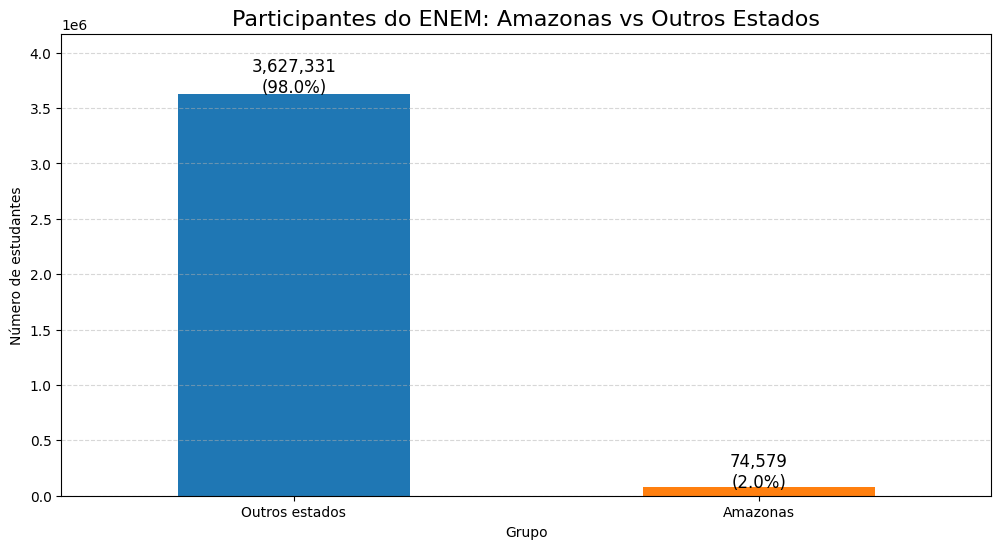 Participantes do ENEM: Amazonas vs Outros Estados
1e6
4.0
3.5
3.0
2.5
2.0
1.5
1.0
0.5
0.0
Número de estudantes
3,627,331
(98.0%)
74,579
(2.0%)
Outros estados
Amazonas
Grupo